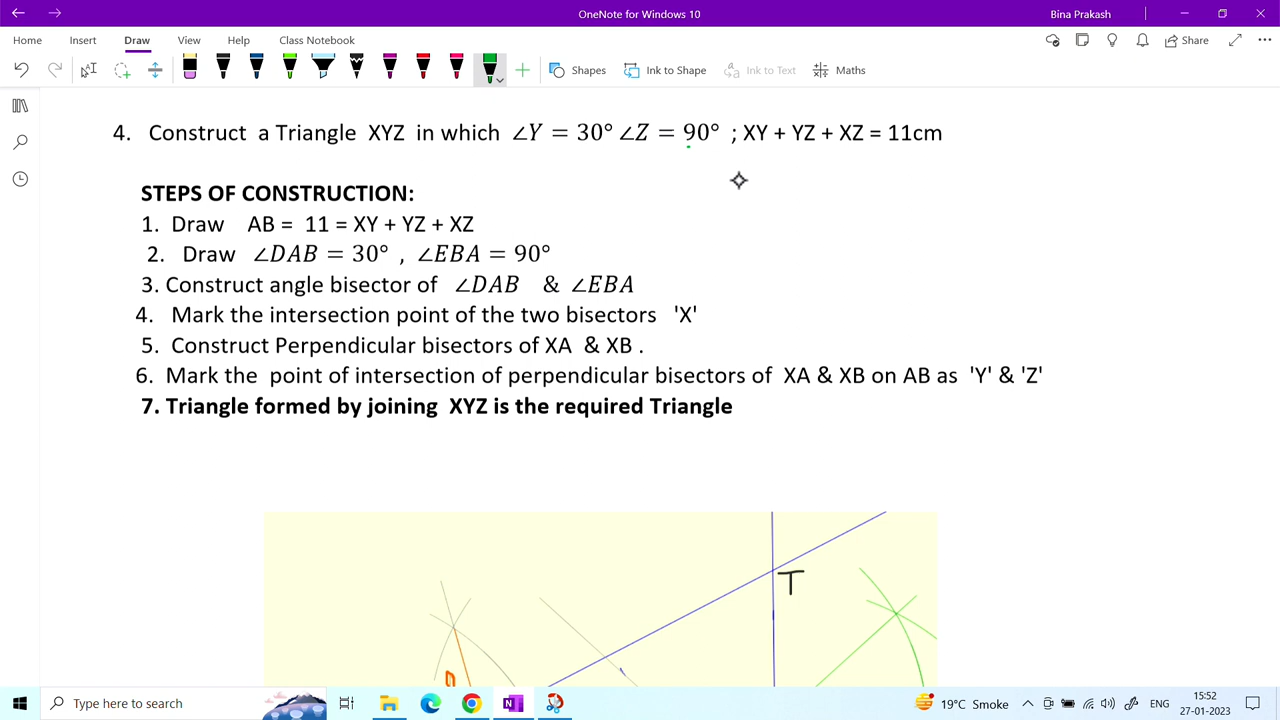 OneNote for Windows 10
Bina Prakash
Home Insert Draw View Help Class Notebook
Share
Shapes Ink to Shape Ink to Text Maths
4. Construct a Triangle XYZ in which ∠Y = 30° ∠Z = 90° ; XY + YZ + XZ = 11cm
STEPS OF CONSTRUCTION:
1. Draw AB = 11 = XY + YZ + XZ
2. Draw ∠DAB = 30° , ∠EBA = 90°
3. Construct angle bisector of ∠DAB & ∠EBA
4. Mark the intersection point of the two bisectors 'X'
5. Construct Perpendicular bisectors of XA & XB .
6. Mark the point of intersection of perpendicular bisectors of XA & XB on AB as 'Y' & 'Z'
7. Triangle formed by joining XYZ is the required Triangle
T
Type here to search
19°C Smoke
ENG
15:52
27-01-2023